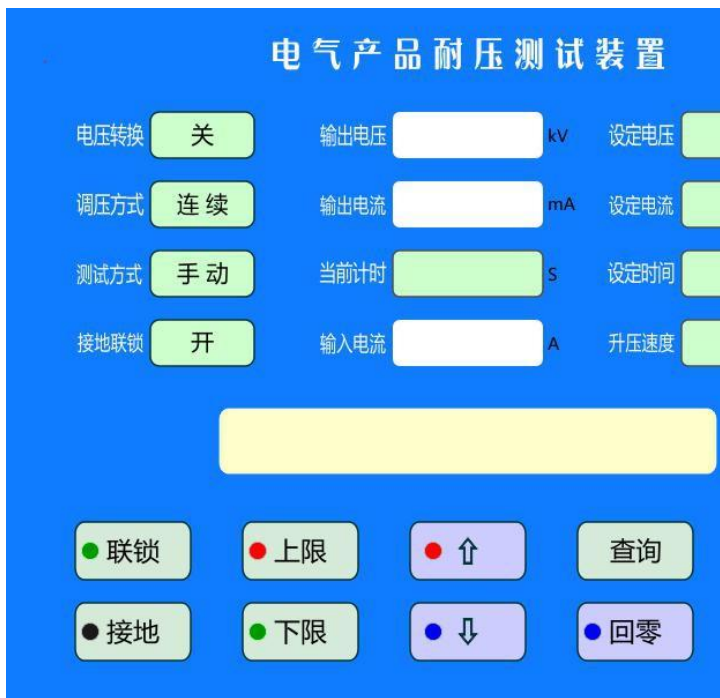 电气产品耐压测试装置
电压转换 关 输出电压 kV 设定电压
调压方式 连续 输出电流 mA 设定电流
测试方式 手动 当前计时 S 设定时间
接地联锁 开 输入电流 A 升压速度
联锁 上限 ⇧ 查询
接地 下限 ⇩ 回零